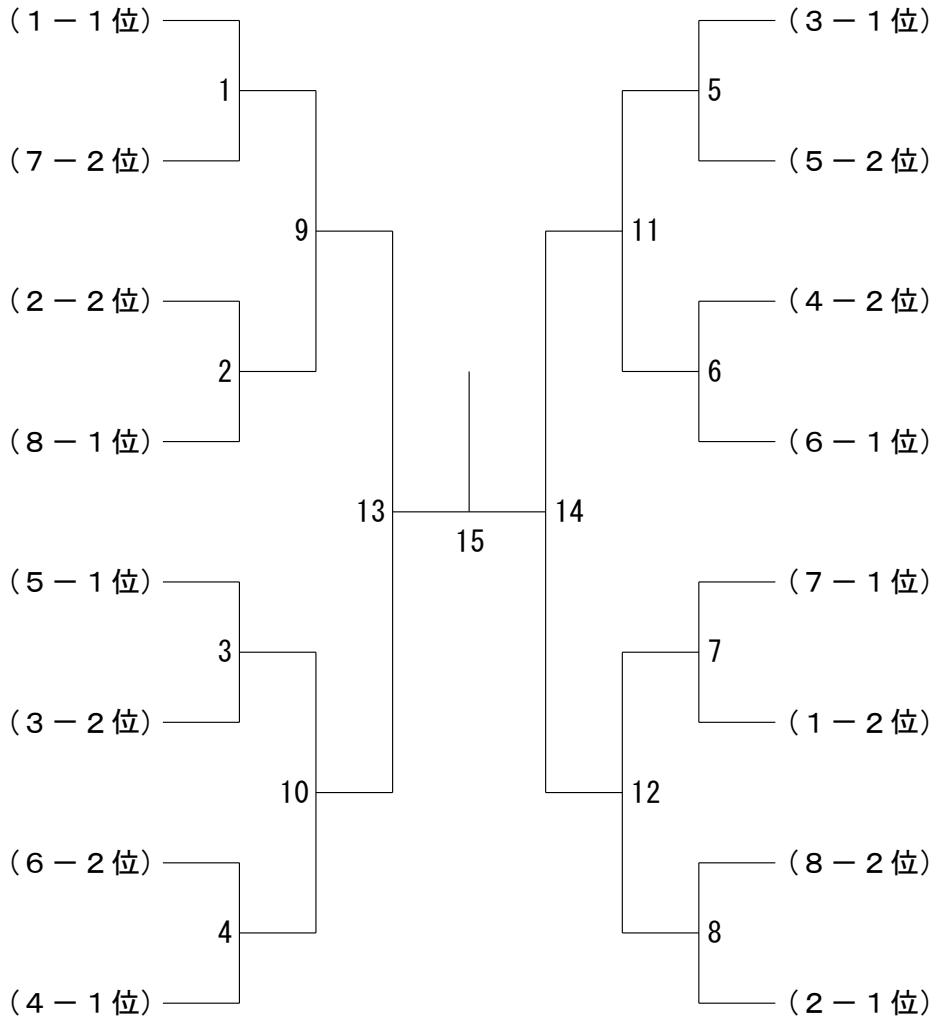 （１－１位）
1
（７－２位）
9
（２－２位）
2
（８－１位）
13
（５－１位）
3
（３－２位）
10
（６－２位）
4
（４－１位）
15
（３－１位）
5
（５－２位）
11
（４－２位）
6
（６－１位）
14
（７－１位）
7
（１－２位）
12
（８－２位）
8
（２－１位）